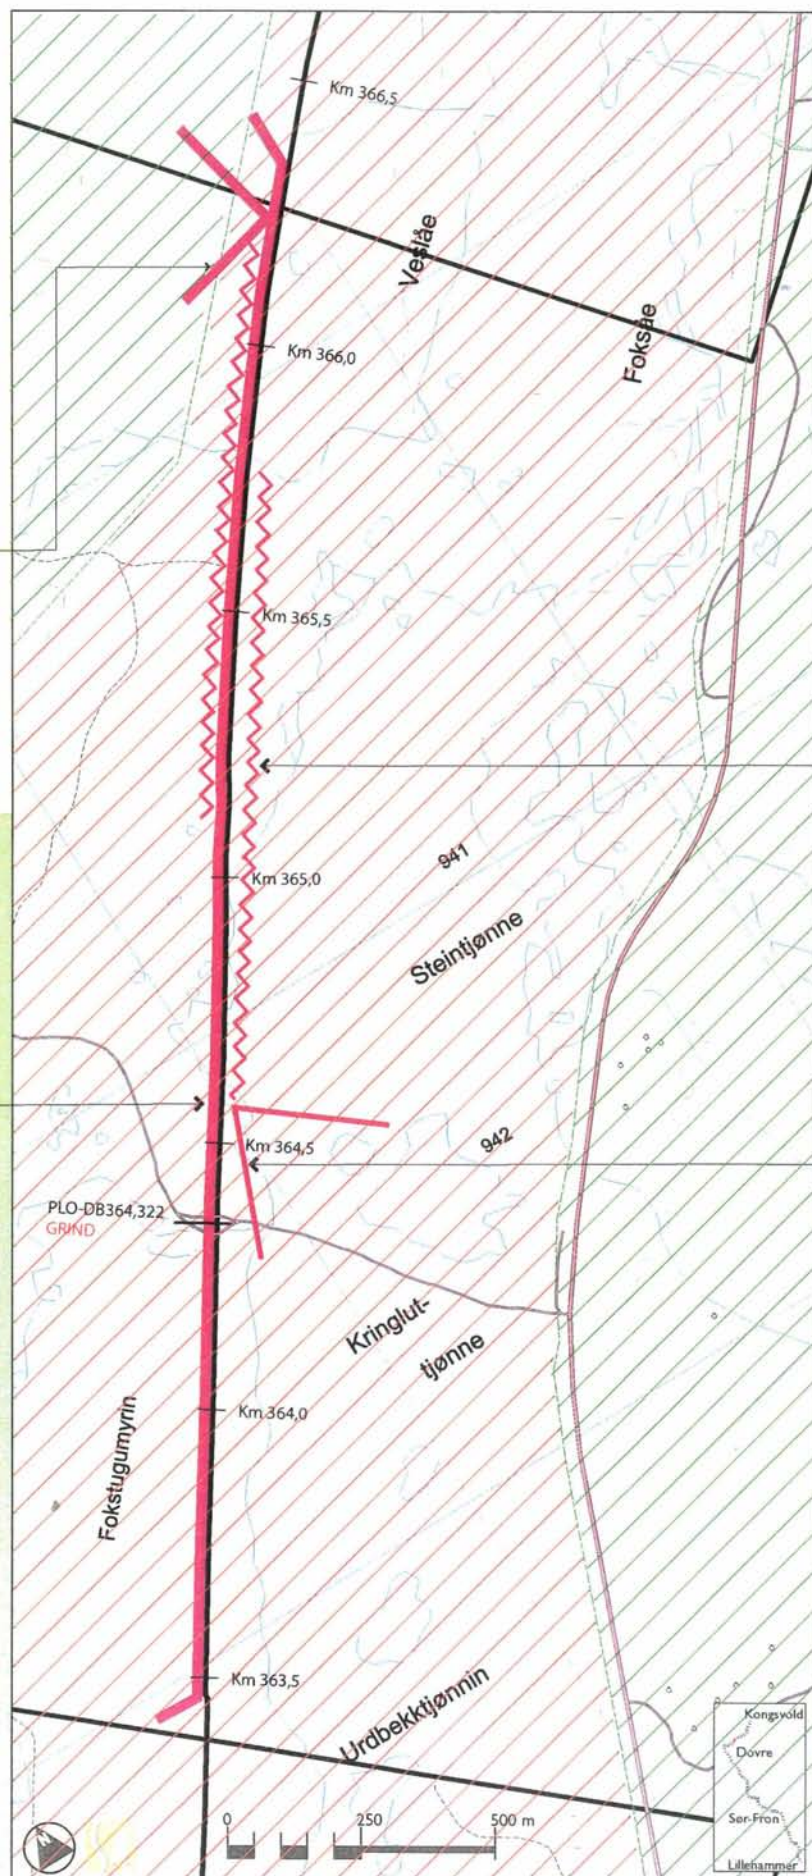 Km 366,5
Veslåe
Foksåe
Km 366,0
Km 365,5
941
Km 365,0
Steintjønne
942
Km 364,5
PLO-DB364,322
GRIND
Kringlut-
tjønne
Km 364,0
Fokstugumyrin
Km 363,5
Urdbekktjønnin
Kongsvold
Dovre
Sør-Fron
Lillehammer
0 250 500 m